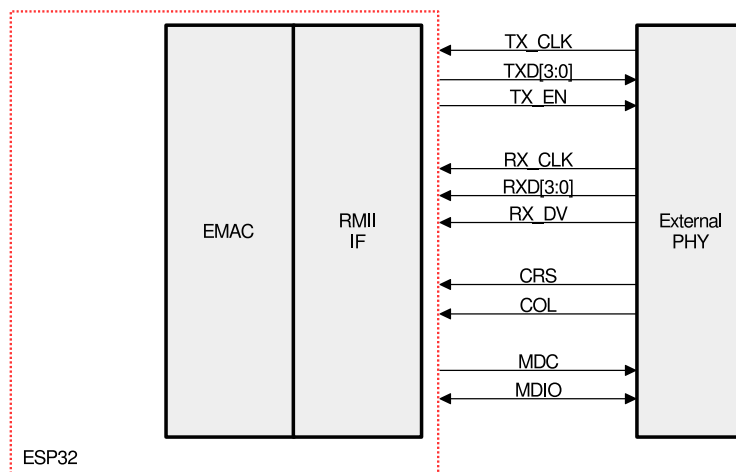 TX_CLK
TXD[3:0]
TX_EN
RX_CLK
RXD[3:0]
RX_DV
EMAC
RMII
IF
External
PHY
CRS
COL
MDC
MDIO
ESP32